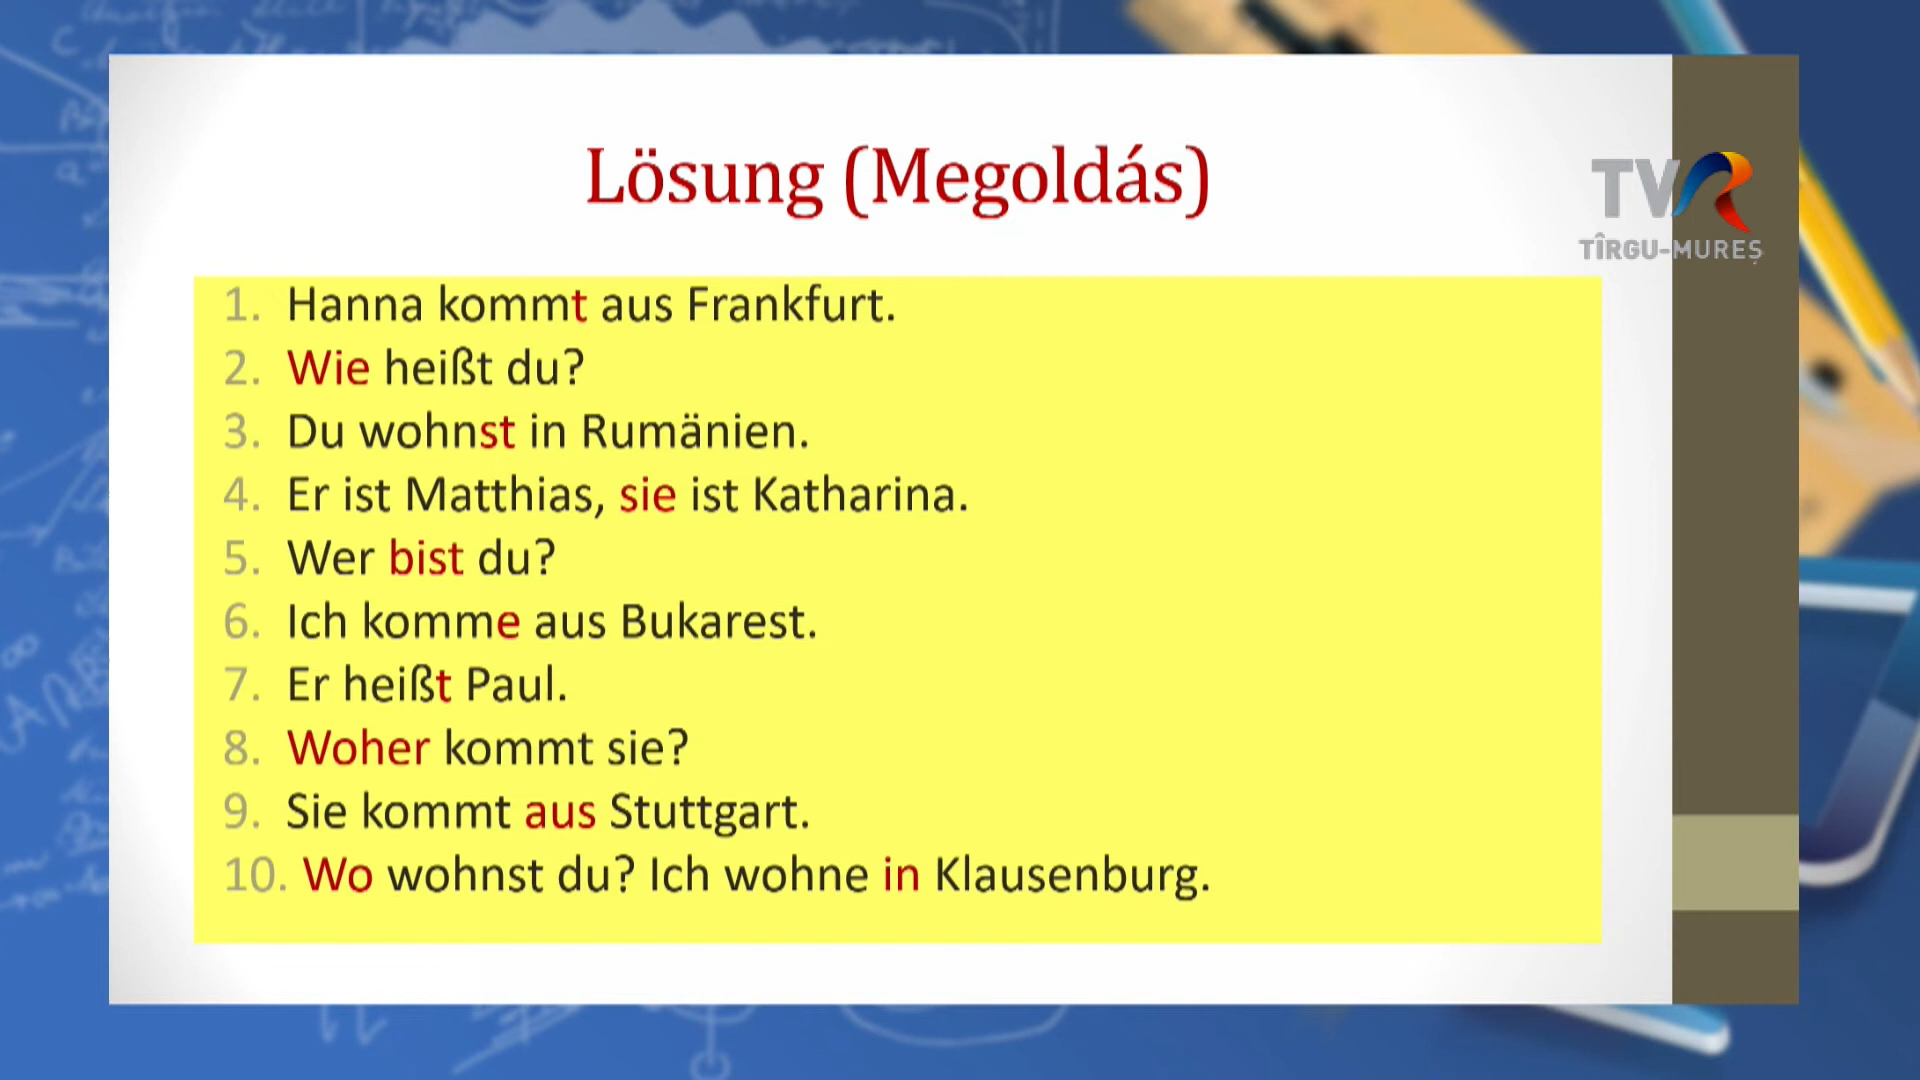 Lösung (Megoldás)
TVR
TÎRGU-MUREȘ
1. Hanna kommt aus Frankfurt.
2. Wie heißt du?
3. Du wohnst in Rumänien.
4. Er ist Matthias, sie ist Katharina.
5. Wer bist du?
6. Ich komme aus Bukarest.
7. Er heißt Paul.
8. Woher kommt sie?
9. Sie kommt aus Stuttgart.
10. Wo wohnst du? Ich wohne in Klausenburg.